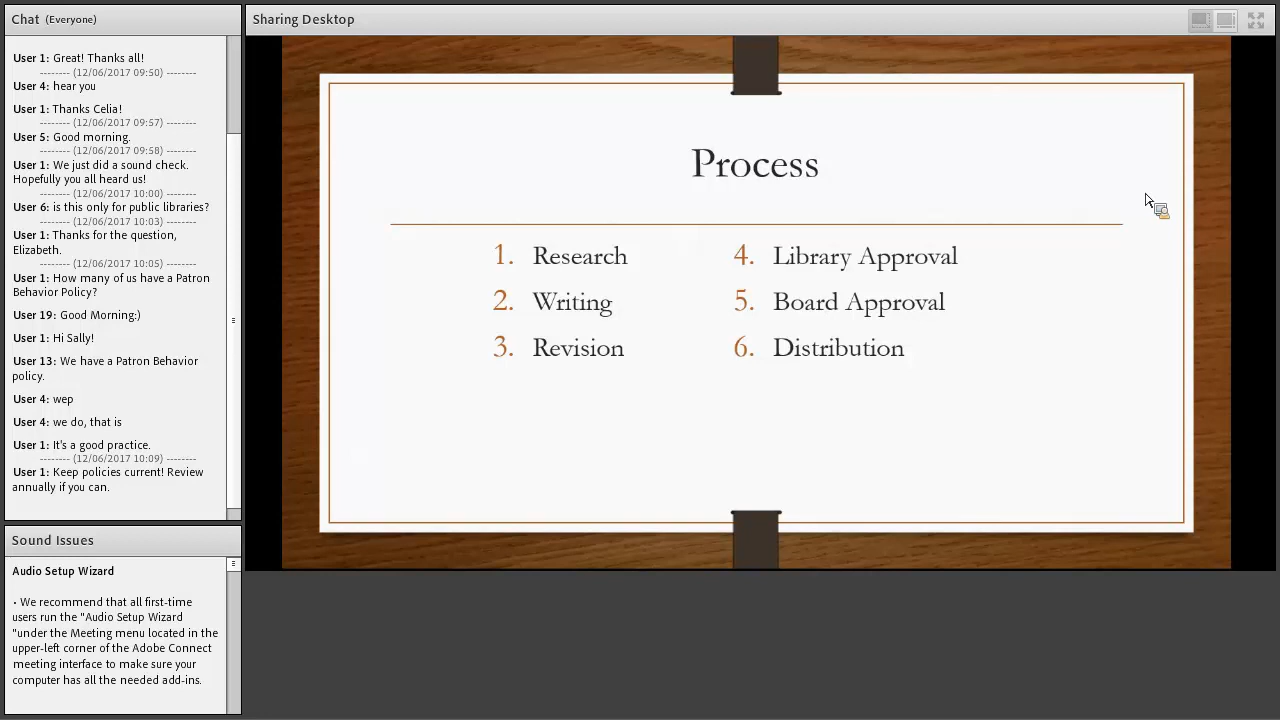 Chat (Everyone)
User 1: Great! Thanks all!
-------- (12/06/2017 09:50) --------
User 4: hear you
User 1: Thanks Celia!
-------- (12/06/2017 09:57) --------
User 5: Good morning.
-------- (12/06/2017 09:58) --------
User 1: We just did a sound check.
Hopefully you all heard us!
-------- (12/06/2017 10:00) --------
User 6: is this only for public libraries?
-------- (12/06/2017 10:03) --------
User 1: Thanks for the question,
Elizabeth.
-------- (12/06/2017 10:05) --------
User 1: How many of us have a Patron
Behavior Policy?
User 19: Good Morning:)
User 1: Hi Sally!
User 13: We have a Patron Behavior
policy.
User 4: wep
User 4: we do, that is
User 1: It's a good practice.
-------- (12/06/2017 10:09) --------
User 1: Keep policies current! Review
annually if you can.
Sound Issues
Audio Setup Wizard
• We recommend that all first-time
users run the "Audio Setup Wizard
"under the Meeting menu located in the
upper-left corner of the Adobe Connect
meeting interface to make sure your
computer has all the needed add-ins.
Sharing Desktop
Process
1. Research
2. Writing
3. Revision
4. Library Approval
5. Board Approval
6. Distribution